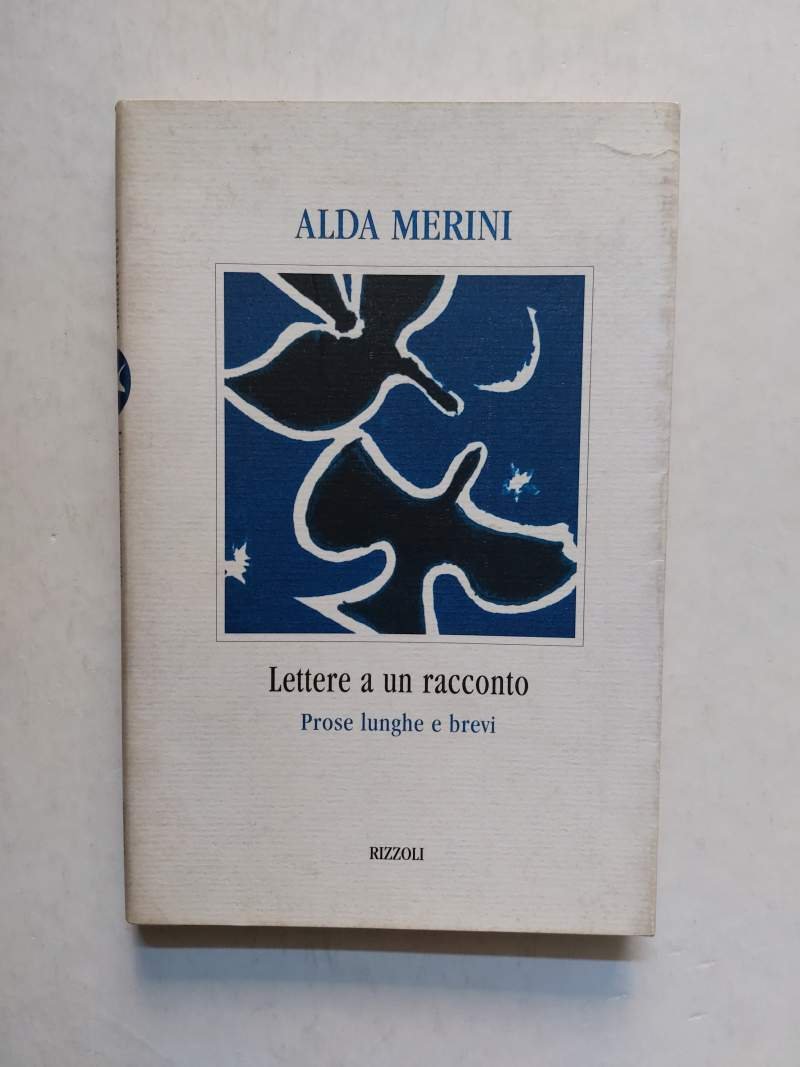 ALDA MERINI
Lettere a un racconto
Prose lunghe e brevi
RIZZOLI